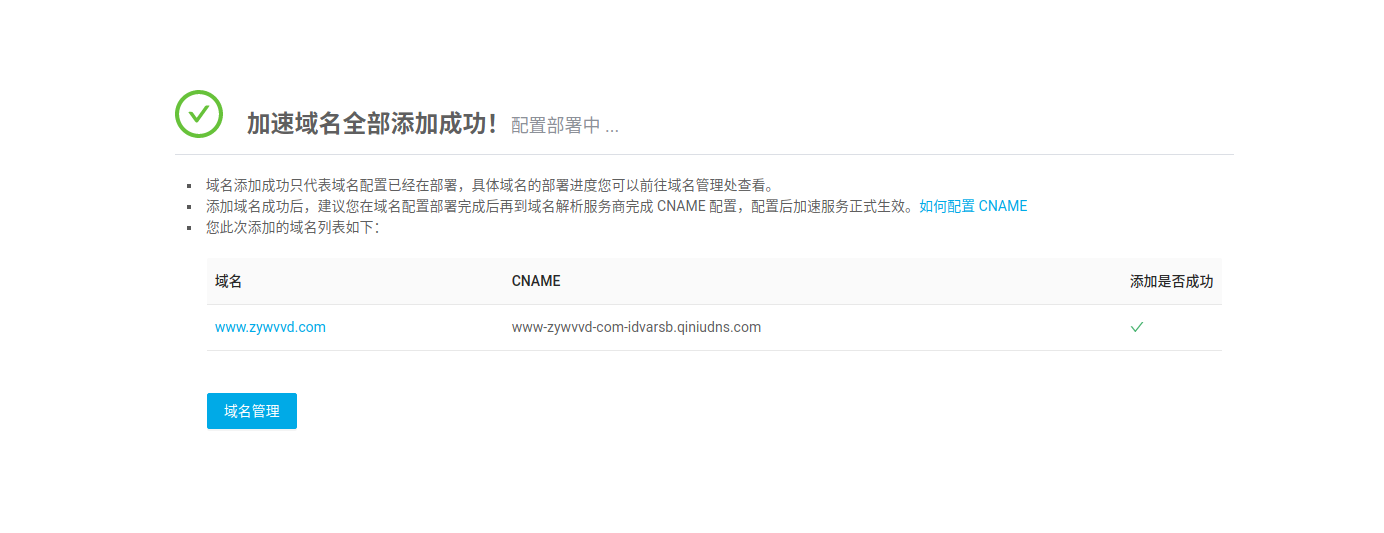 加速域名全部添加成功！ 配置部署中 ...
域名添加成功只代表域名配置已经在部署，具体域名的部署进度您可以前往域名管理处查看。
添加域名成功后，建议您在域名配置部署完成后再到域名解析服务商完成 CNAME 配置，配置后加速服务正式生效。如何配置 CNAME
您此次添加的域名列表如下：
域名 CNAME 添加是否成功
www.zywvvd.com www-zywvvd-com-idvarsb.qiniudns.com
域名管理